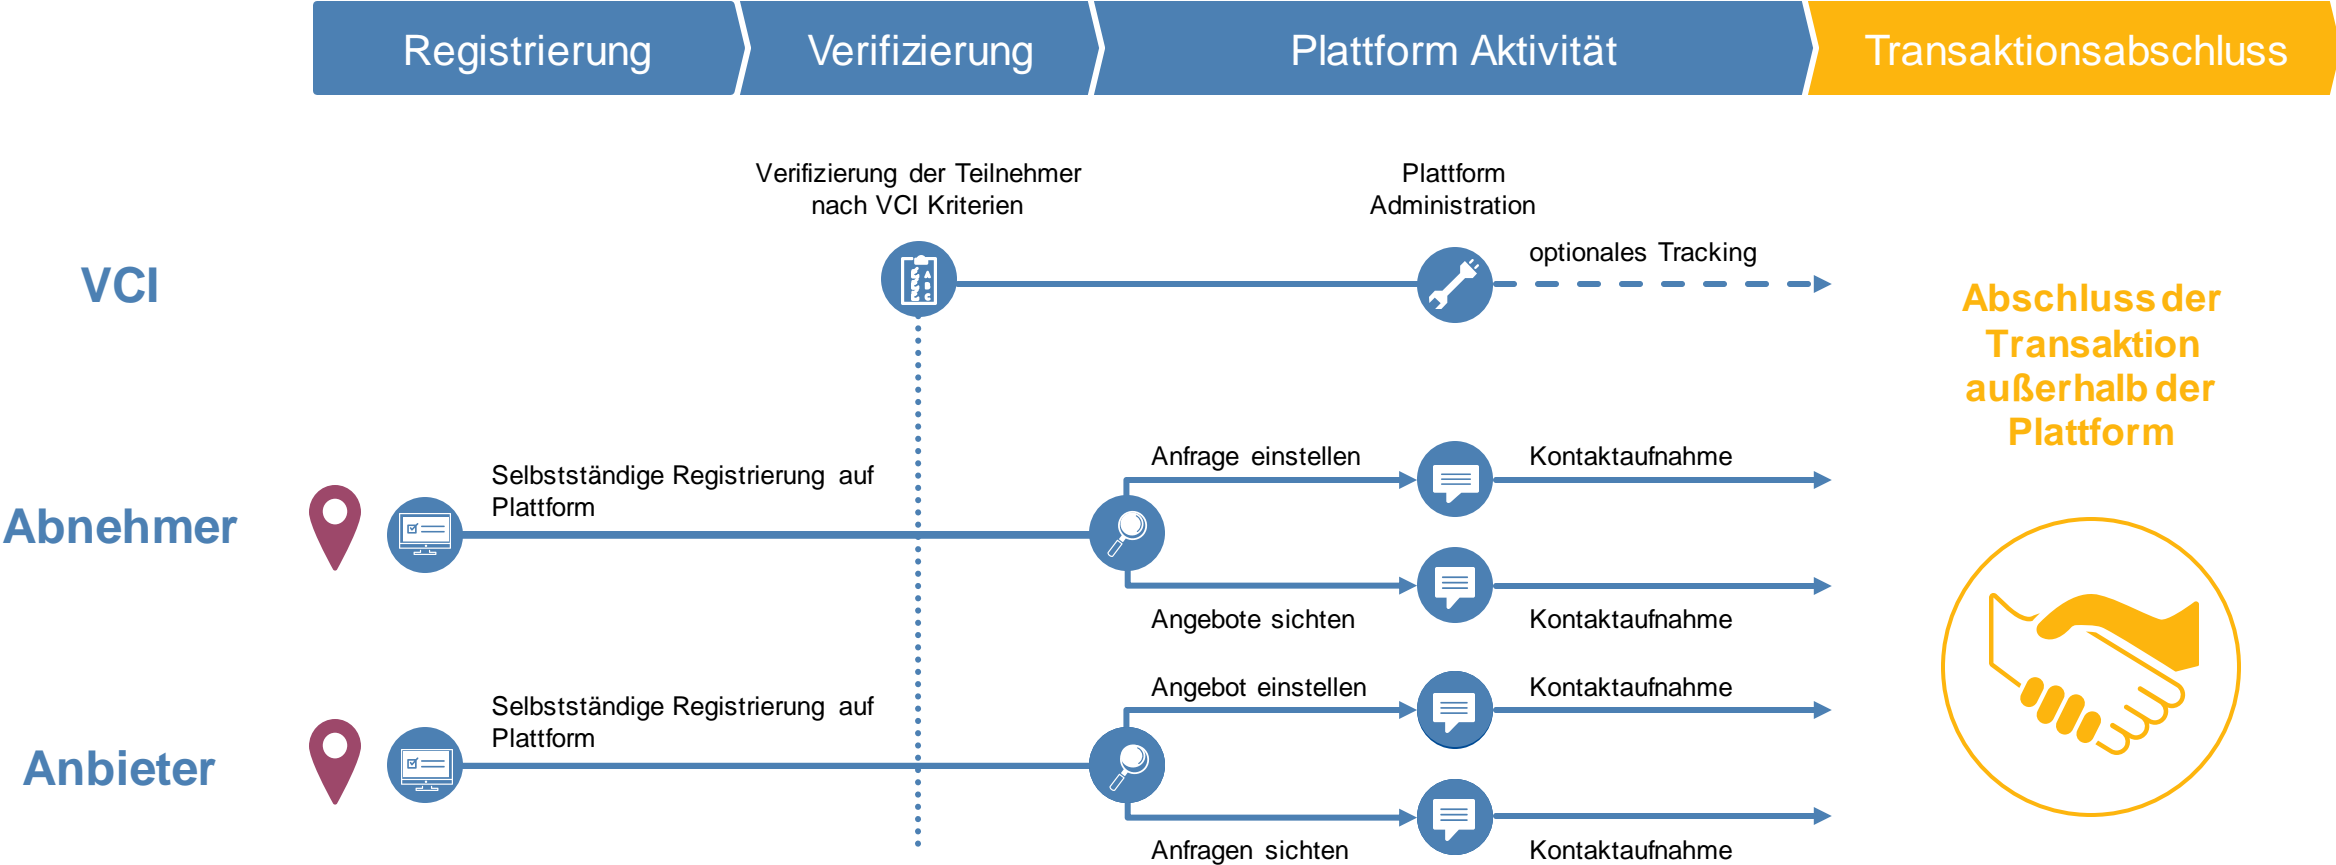 Registrierung
Verifizierung
Plattform Aktivität
Transaktionsabschluss
Verifizierung der Teilnehmer
nach VCI Kriterien
Plattform
Administration
optionales Tracking
VCI
A
B
C
Abschluss der
Transaktion
außerhalb der
Plattform
Abnehmer
Selbstständige Registrierung auf
Plattform
Anfrage einstellen
Kontaktaufnahme
Angebote sichten
Kontaktaufnahme
Anbieter
Selbstständige Registrierung auf
Plattform
Angebot einstellen
Kontaktaufnahme
Anfragen sichten
Kontaktaufnahme